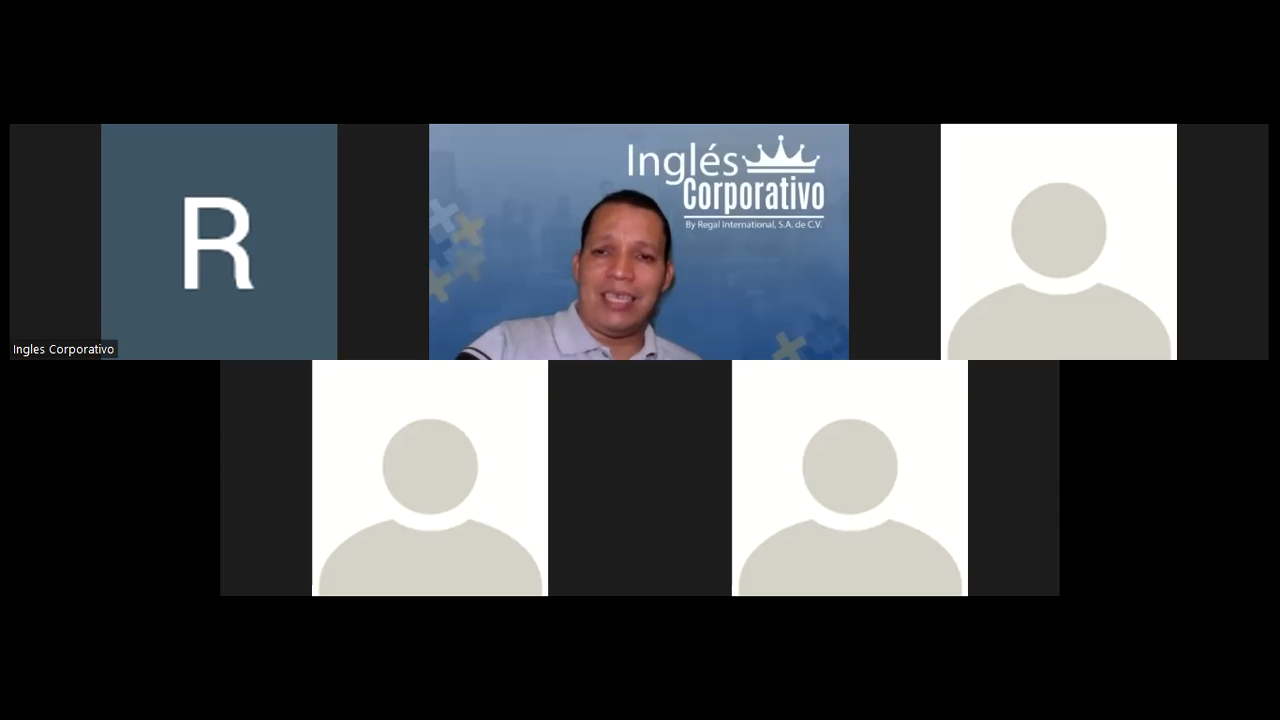 R
Ingles Corporativo
Inglés
Corporativo
By Regal International, S.A. de C.V.